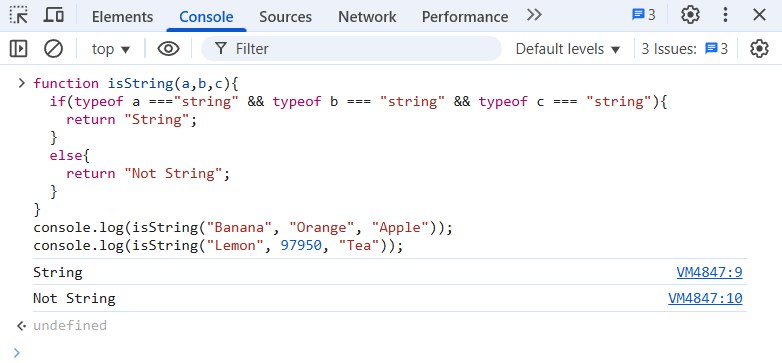 Elements Console Sources Network Performance 3
top Filter Default levels 3 Issues: 3
function isString(a,b,c){
  if(typeof a ==="string" && typeof b === "string" && typeof c === "string"){
    return "String";
  }
  else{
    return "Not String";
  }
}
console.log(isString("Banana", "Orange", "Apple"));
console.log(isString("Lemon", 97950, "Tea"));
String VM4847:9
Not String VM4847:10
undefined